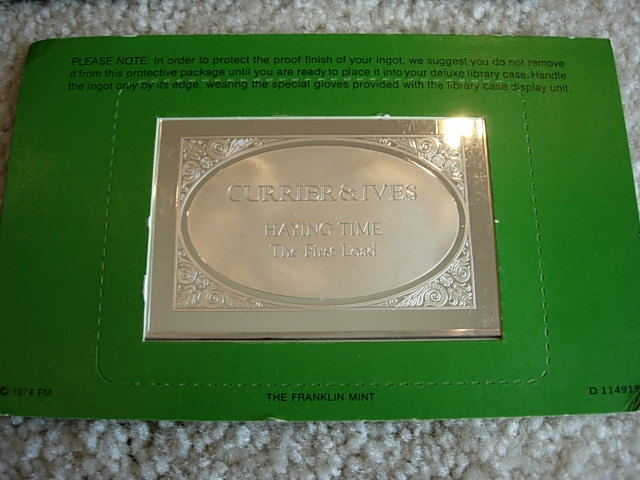 PLEASE NOTE: In order to protect the proof finish of your ingot, we suggest you do not remove
it from this protective package until you are ready to place it into your deluxe library case. Handle
the ingot only by its edge, wearing the special gloves provided with the library case display unit.
CURRIER & IVES
HAYING TIME
The First Load
© 1974 FM
THE FRANKLIN MINT
D 114919